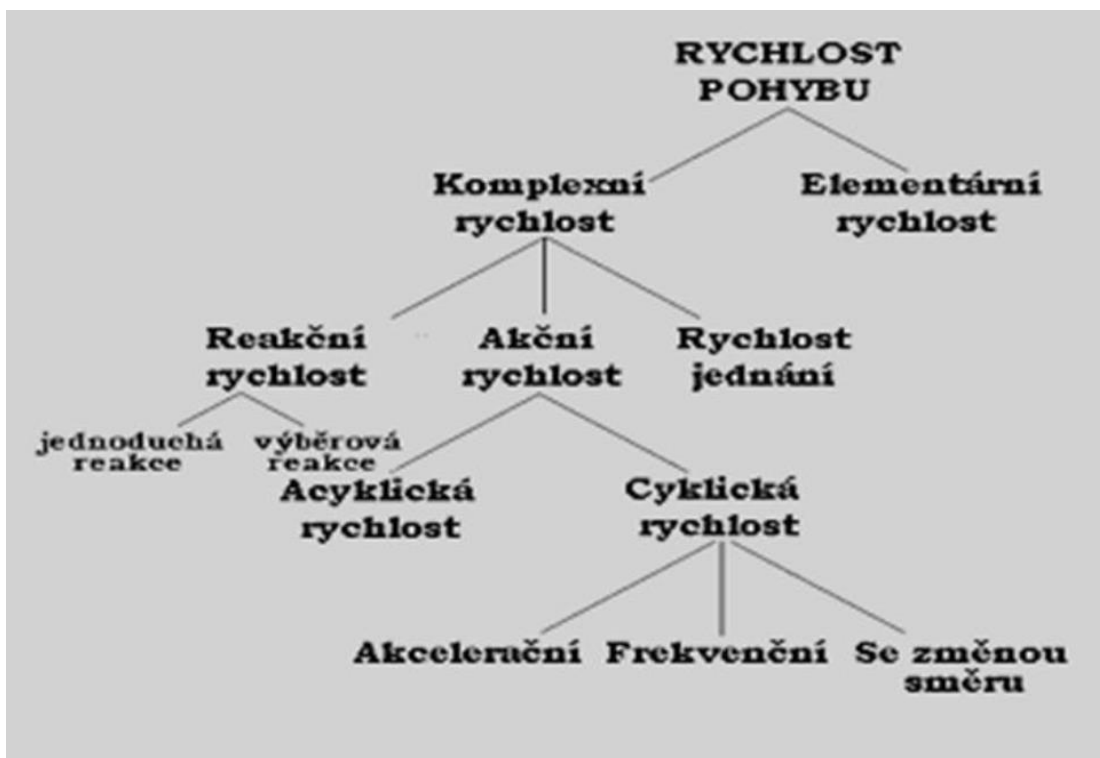 RYCHLOST
POHYBU
Komplexní
rychlost
Elementární
rychlost
Reakční
rychlost
Akční
rychlost
Rychlost
jednání
jednoduchá
reakce
výběrová
reakce
Acyklická
rychlost
Cyklická
rychlost
Akcelerační
Frekvenční
Se změnou
směru